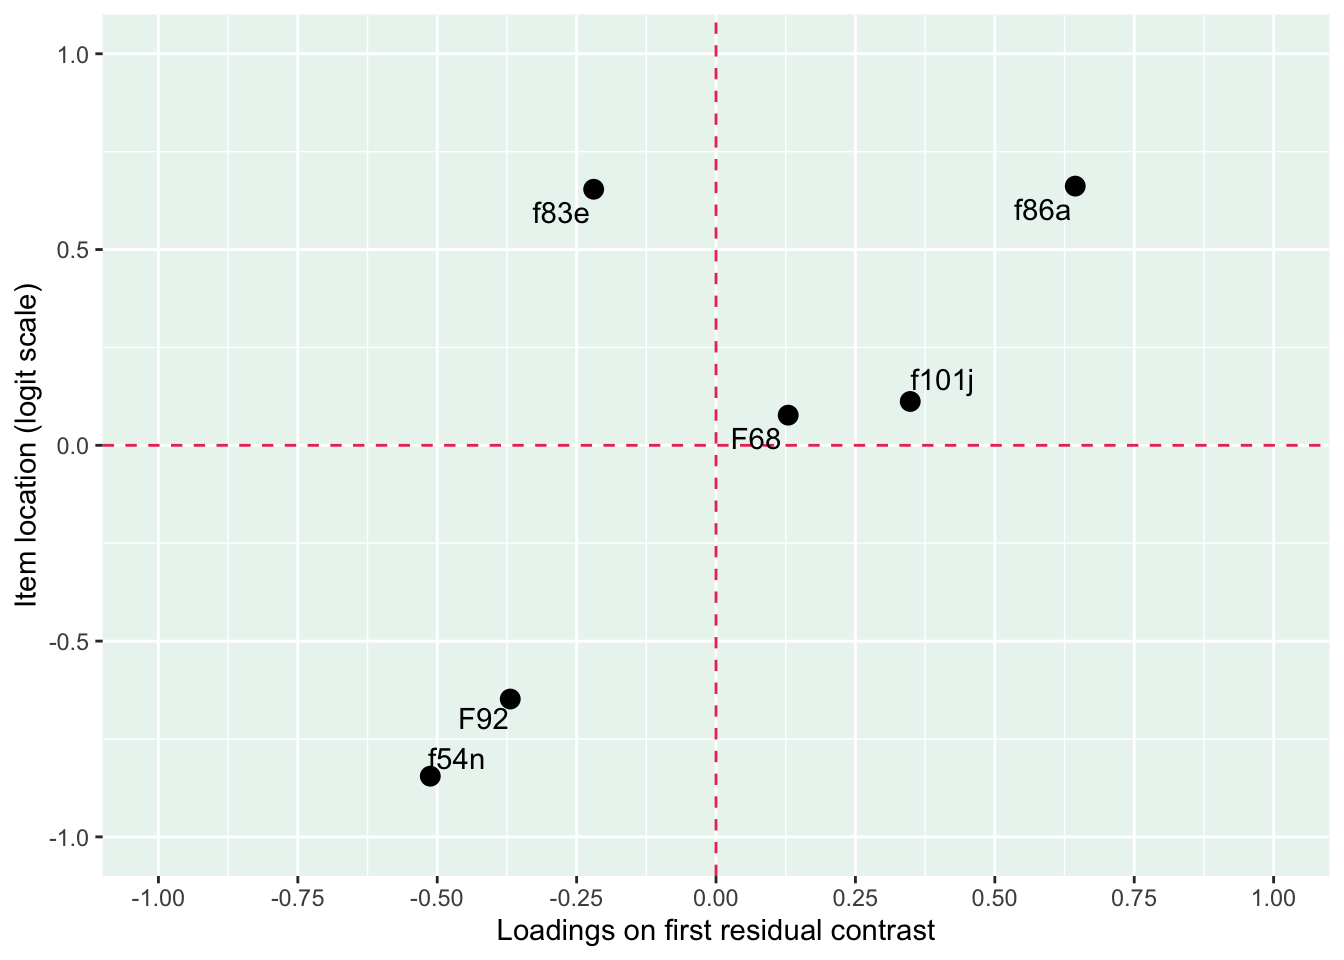 1.0
f83e
f86a
0.5
f101j
F68
0.0
Item location (logit scale)
-0.5
F92
f54n
-1.0
-1.00 -0.75 -0.50 -0.25 0.00 0.25 0.50 0.75 1.00
Loadings on first residual contrast